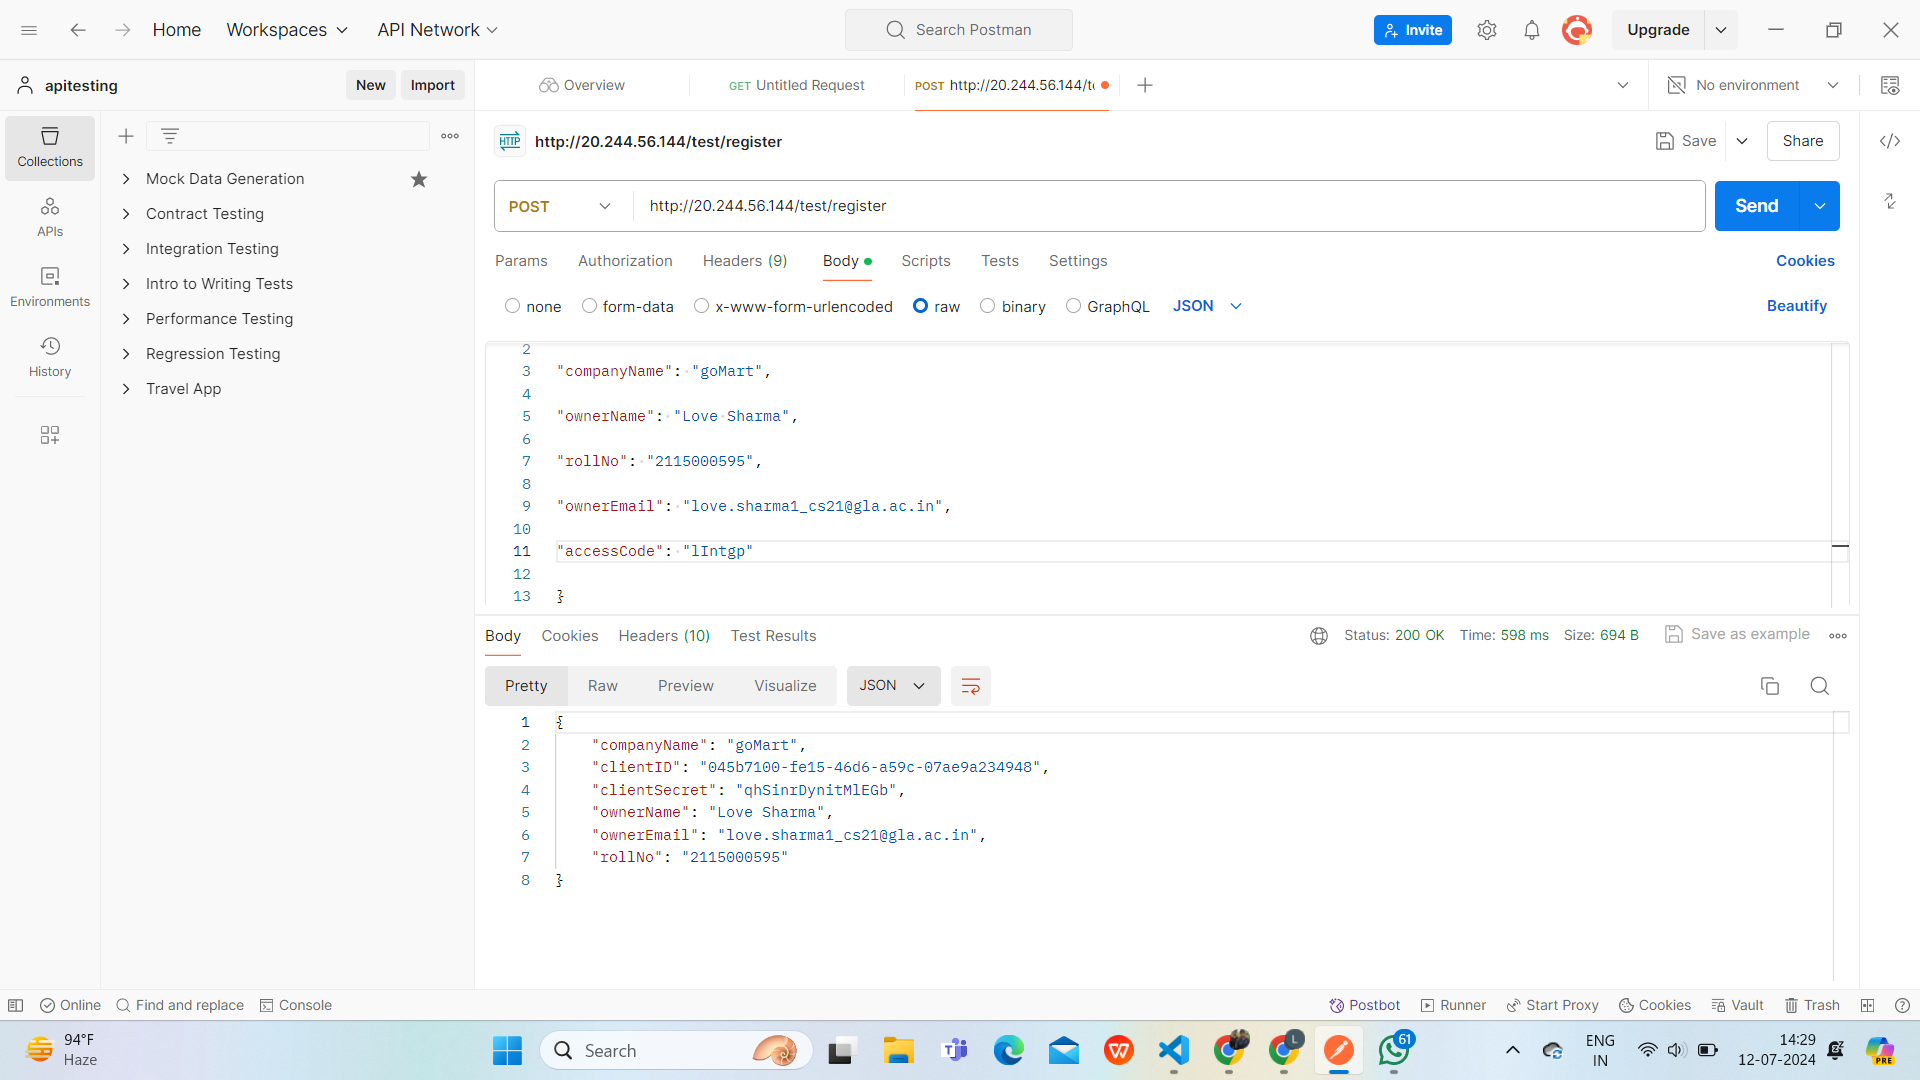 Home
Workspaces
API Network
Search Postman
Invite
Upgrade
apitesting
New
Import
Overview
GET Untitled Request
POST http://20.244.56.144/te
No environment
Collections
APIs
Environments
History
Mock Data Generation
Contract Testing
Integration Testing
Intro to Writing Tests
Performance Testing
Regression Testing
Travel App
HTTP http://20.244.56.144/test/register
Save
Share
POST
http://20.244.56.144/test/register
Send
Params
Authorization
Headers (9)
Body
Scripts
Tests
Settings
Cookies
none
form-data
x-www-form-urlencoded
raw
binary
GraphQL
JSON
Beautify
2
3 "companyName": "goMart",
4
5 "ownerName": "Love Sharma",
6
7 "rollNo": "2115000595",
8
9 "ownerEmail": "love.sharma1_cs21@gla.ac.in",
10
11 "accessCode": "lIntgp"
12
13 }
Body
Cookies
Headers (10)
Test Results
Status: 200 OK
Time: 598 ms
Size: 694 B
Save as example
Pretty
Raw
Preview
Visualize
JSON
1 {
2 "companyName": "goMart",
3 "clientID": "045b7100-fe15-46d6-a59c-07ae9a234948",
4 "clientSecret": "qhSinrDynitMlEGb",
5 "ownerName": "Love Sharma",
6 "ownerEmail": "love.sharma1_cs21@gla.ac.in",
7 "rollNo": "2115000595"
8 }
Online
Find and replace
Console
Postbot
Runner
Start Proxy
Cookies
Vault
Trash
94°F
Haze
Search
L
61
ENG
IN
14:29
12-07-2024
PRE